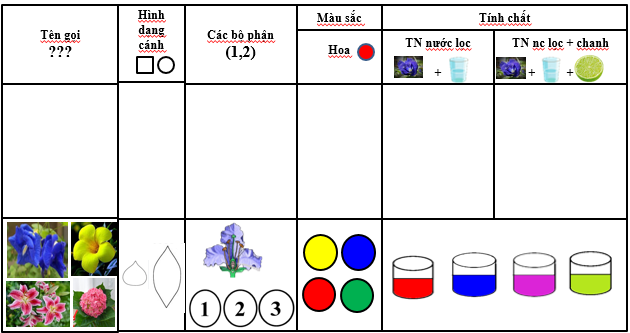 Tên gọi
???
Hình
dạng
cánh
Các bộ phận
(1,2)
Màu sắc
Hoa
Tính chất
TN nước lọc
+
TN nc lọc + chanh
+ +
1 2 3